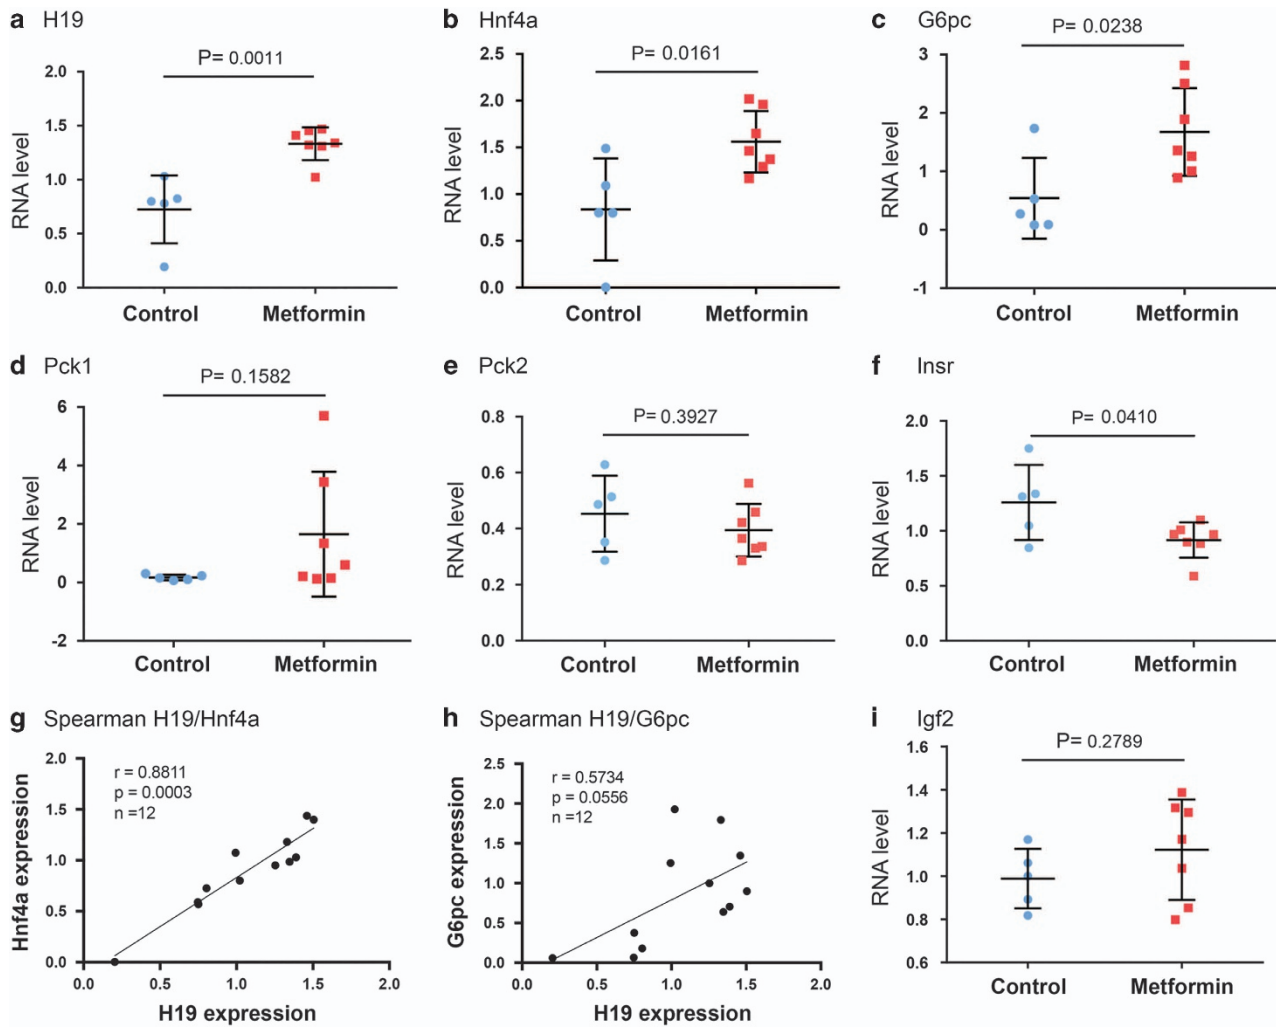 a H19
P= 0.0011
2.0
1.5
1.0
0.5
0.0
RNA level
Control Metformin
b Hnf4a
P= 0.0161
2.5
2.0
1.5
1.0
0.5
0.0
RNA level
Control Metformin
c G6pc
P= 0.0238
3
2
1
0
-1
RNA level
Control Metformin
d Pck1
P= 0.1582
6
4
2
0
-2
RNA level
Control Metformin
e Pck2
P= 0.3927
0.8
0.6
0.4
0.2
0.0
RNA level
Control Metformin
f Insr
P= 0.0410
2.0
1.5
1.0
0.5
0.0
RNA level
Control Metformin
g Spearman H19/Hnf4a
r = 0.8811
p = 0.0003
n =12
2.0
1.5
1.0
0.5
0.0
Hnf4a expression
0.0 0.5 1.0 1.5 2.0
H19 expression
h Spearman H19/G6pc
r = 0.5734
p = 0.0556
n =12
2.5
2.0
1.5
1.0
0.5
0.0
G6pc expression
0.0 0.5 1.0 1.5 2.0
H19 expression
i Igf2
P= 0.2789
1.6
1.4
1.2
1.0
0.8
0.6
RNA level
Control Metformin